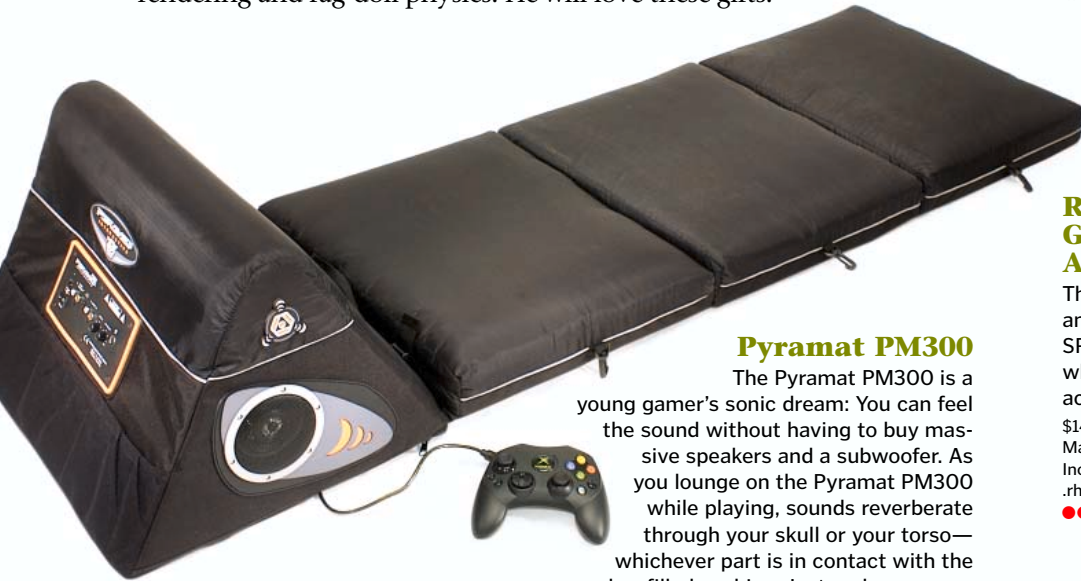 rendering and rag-doll physics. He will love these gifts.
Pyramat PM300
The Pyramat PM300 is a
young gamer's sonic dream: You can feel
the sound without having to buy mas-
sive speakers and a subwoofer. As
you lounge on the Pyramat PM300
while playing, sounds reverberate
through your skull or your torso—
whichever part is in contact with the
R
G
A
Th
an
SF
w
ac
$14
Ma
Inc
.rh